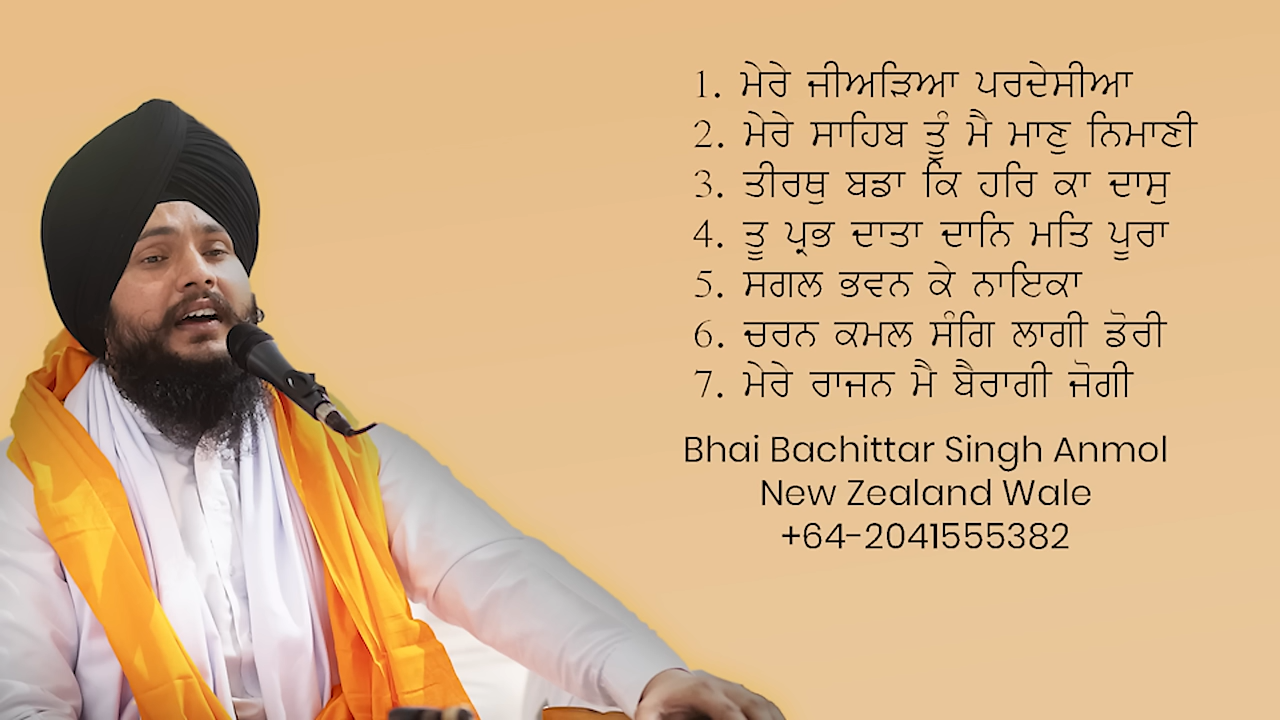 1. ਮੇਰੇ ਜੀਅੜਿਆ ਪਰਦੇਸੀਆ
2. ਮੇਰੇ ਸਾਹਿਬ ਤੂੰ ਮੈ ਮਾਣੁ ਨਿਮਾਣੀ
3. ਤੀਰਥੁ ਬਡਾ ਕਿ ਹਰਿ ਕਾ ਦਾਸੁ
4. ਤੂ ਪ੍ਰਭ ਦਾਤਾ ਦਾਨਿ ਮਤਿ ਪੂਰਾ
5. ਸਗਲ ਭਵਨ ਕੇ ਨਾਇਕਾ
6. ਚਰਨ ਕਮਲ ਸੰਗਿ ਲਾਗੀ ਡੋਰੀ
7. ਮੇਰੇ ਰਾਜਨ ਮੈ ਬੈਰਾਗੀ ਜੋਗੀ
Bhai Bachittar Singh Anmol
New Zealand Wale
+64-2041555382